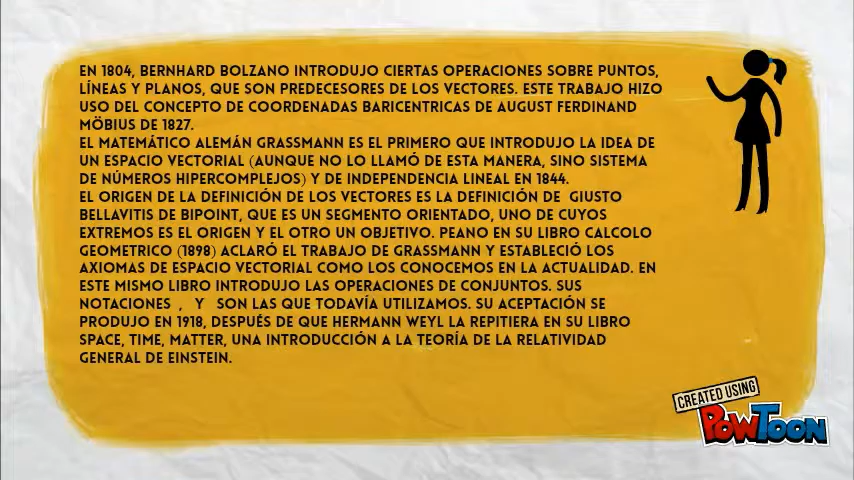 EN 1804, BERNHARD BOLZANO INTRODUJO CIERTAS OPERACIONES SOBRE PUNTOS,
LÍNEAS Y PLANOS, QUE SON PREDECESORES DE LOS VECTORES. ESTE TRABAJO HIZO
USO DEL CONCEPTO DE COORDENADAS BARICENTRICAS DE AUGUST FERDINAND
MÖBIUS DE 1827.
EL MATEMÁTICO ALEMÁN GRASSMANN ES EL PRIMERO QUE INTRODUJO LA IDEA DE
UN ESPACIO VECTORIAL (AUNQUE NO LO LLAMÓ DE ESTA MANERA, SINO SISTEMA
DE NÚMEROS HIPERCOMPLEJOS) Y DE INDEPENDENCIA LINEAL EN 1844.
EL ORIGEN DE LA DEFINICIÓN DE LOS VECTORES ES LA DEFINICIÓN DE GIUSTO
BELLAVITIS DE BIPOINT, QUE ES UN SEGMENTO ORIENTADO, UNO DE CUYOS
EXTREMOS ES EL ORIGEN Y EL OTRO UN OBJETIVO. PEANO EN SU LIBRO CALCOLO
GEOMETRICO (1898) ACLARÓ EL TRABAJO DE GRASSMANN Y ESTABLECIÓ LOS
AXIOMAS DE ESPACIO VECTORIAL COMO LOS CONOCEMOS EN LA ACTUALIDAD. EN
ESTE MISMO LIBRO INTRODUJO LAS OPERACIONES DE CONJUNTOS. SUS
NOTACIONES , Y SON LAS QUE TODAVÍA UTILIZAMOS. SU ACEPTACIÓN SE
PRODUJO EN 1918, DESPUÉS DE QUE HERMANN WEYL LA REPITIERA EN SU LIBRO
SPACE, TIME, MATTER, UNA INTRODUCCIÓN A LA TEORÍA DE LA RELATIVIDAD
GENERAL DE EINSTEIN.
CREATED USING
POWTOON